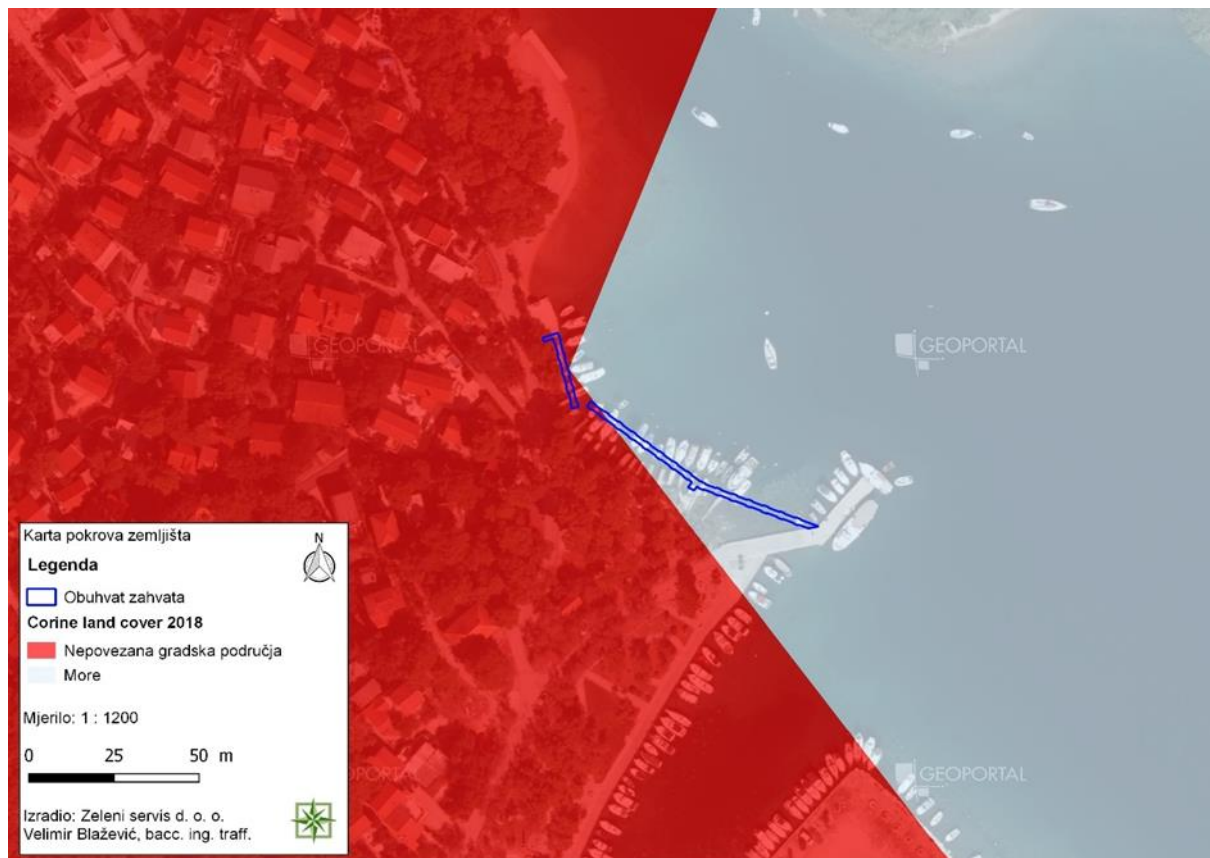 GEOPORTAL
GEOPORTAL
Karta pokrova zemljišta
N
Legenda
Obuhvat zahvata
Corine land cover 2018
Nepovezana gradska područja
More
Mjerilo: 1 : 1200
0 25 50 m
Izradio: Zeleni servis d. o. o.
Velimir Blažević, bacc. ing. traff.
GEOPORTAL
GEOPORTAL